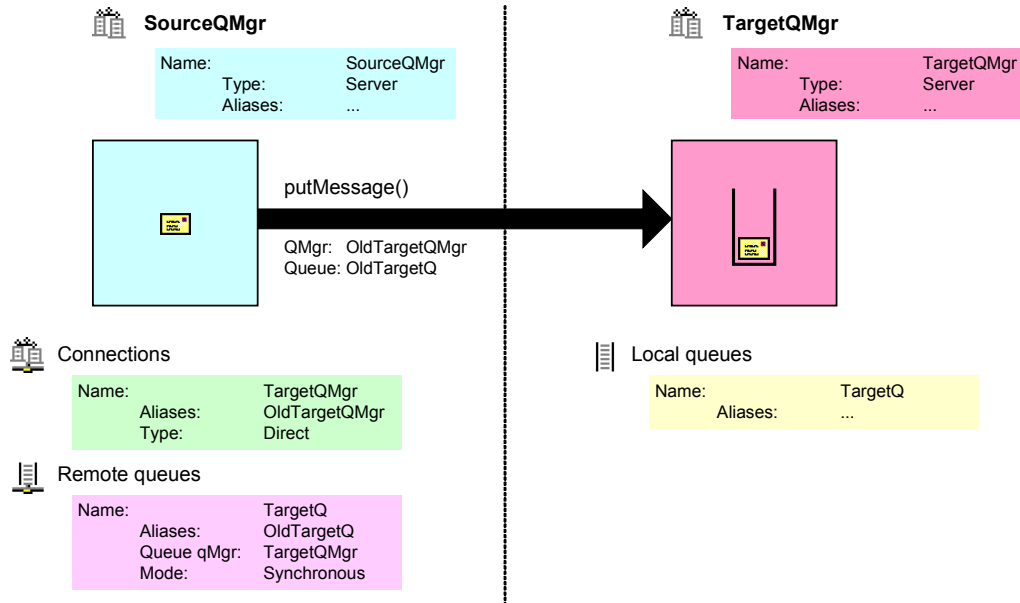 SourceQMgr
Name: SourceQMgr
Type: Server
Aliases: ...
putMessage()
QMgr: OldTargetQMgr
Queue: OldTargetQ
Connections
Name: TargetQMgr
Aliases: OldTargetQMgr
Type: Direct
Remote queues
Name: TargetQ
Aliases: OldTargetQ
Queue qMgr: TargetQMgr
Mode: Synchronous
TargetQMgr
Name: TargetQMgr
Type: Server
Aliases: ...
Local queues
Name: TargetQ
Aliases: ...